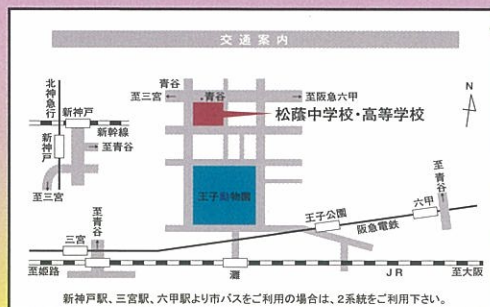 交通案内
北神急行
新神戸
新幹線
新神戸
至青谷
至三宮
青谷
至三宮
.青谷
至阪急六甲
N
松蔭中学校・高等学校
王子動物園
至青谷
六甲
王子公園
阪急電鉄
至青谷
三宮
至姫路
灘
JR
至大阪
新神戸駅、三宮駅、六甲駅より市バスをご利用の場合は、2系統をご利用下さい。